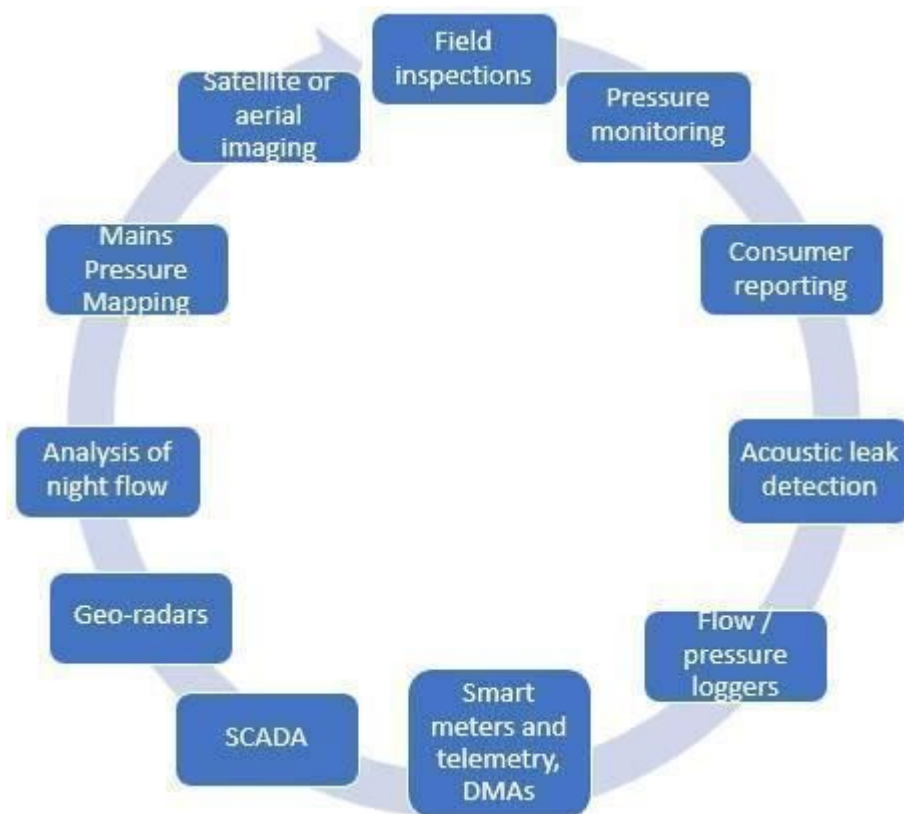 Field
inspections
Pressure
monitoring
Consumer
reporting
Acoustic leak
detection
Flow /
pressure
loggers
Smart
meters and
telemetry,
DMAs
SCADA
Geo-radars
Analysis of
night flow
Mains
Pressure
Mapping
Satellite or
aerial
imaging